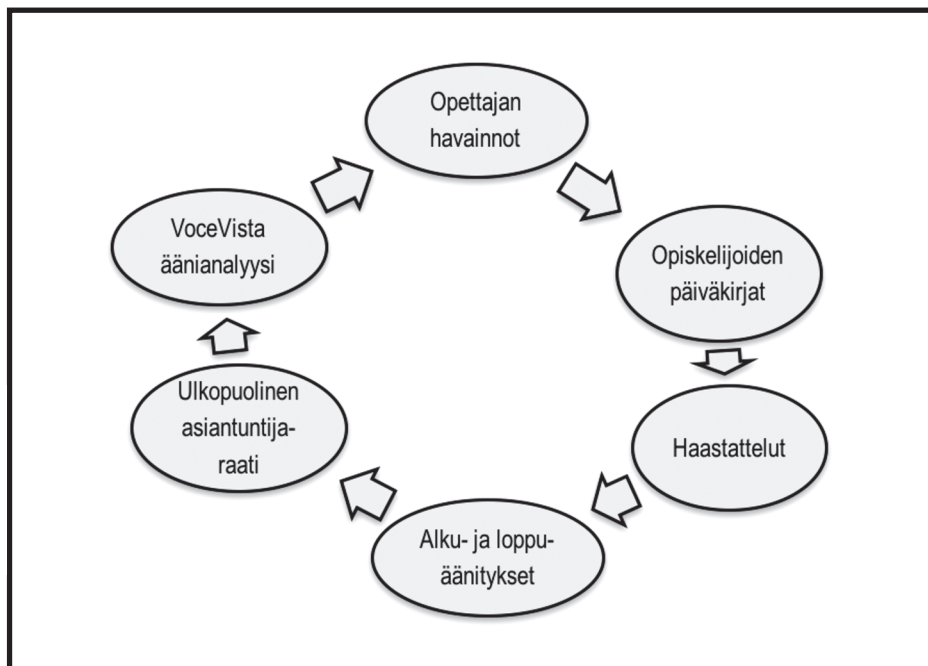 Opettajan
havainnot
VoceVista
äänianalyysi
Opiskelijoiden
päiväkirjat
Ulkopuolinen
asiantuntija-
raati
Haastattelut
Alku- ja loppu-
äänitykset